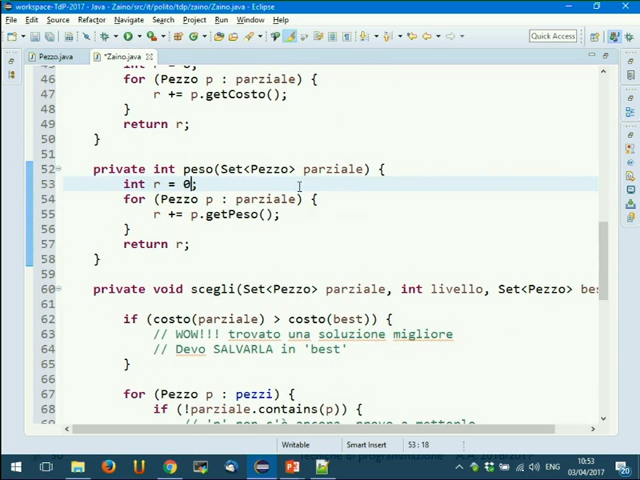 workspace-TdP-2017 - Java - Zaino/src/it/polito/tdp/zaino/Zaino.java - Eclipse
File Edit Source Refactor Navigate Search Project Run Window Help
Quick Access
Pezzo.java *Zaino.java
46 for (Pezzo p : parziale) {
47 r += p.getCosto();
48 }
49 return r;
50 }
51
52 private int peso(Set<Pezzo> parziale) {
53 int r = 0;
54 for (Pezzo p : parziale) {
55 r += p.getPeso();
56 }
57 return r;
58 }
59
60 private void scegli(Set<Pezzo> parziale, int livello, Set<Pezzo> bes
61
62 if (costo(parziale) > costo(best)) {
63 // WOW!!! trovato una soluzione migliore
64 // Devo SALVARLA in 'best'
65 }
66
67 for (Pezzo p : pezzi) {
68 if (!parziale.contains(p)) {
Writable Smart Insert 53 : 18
10:53
03/04/2017
20